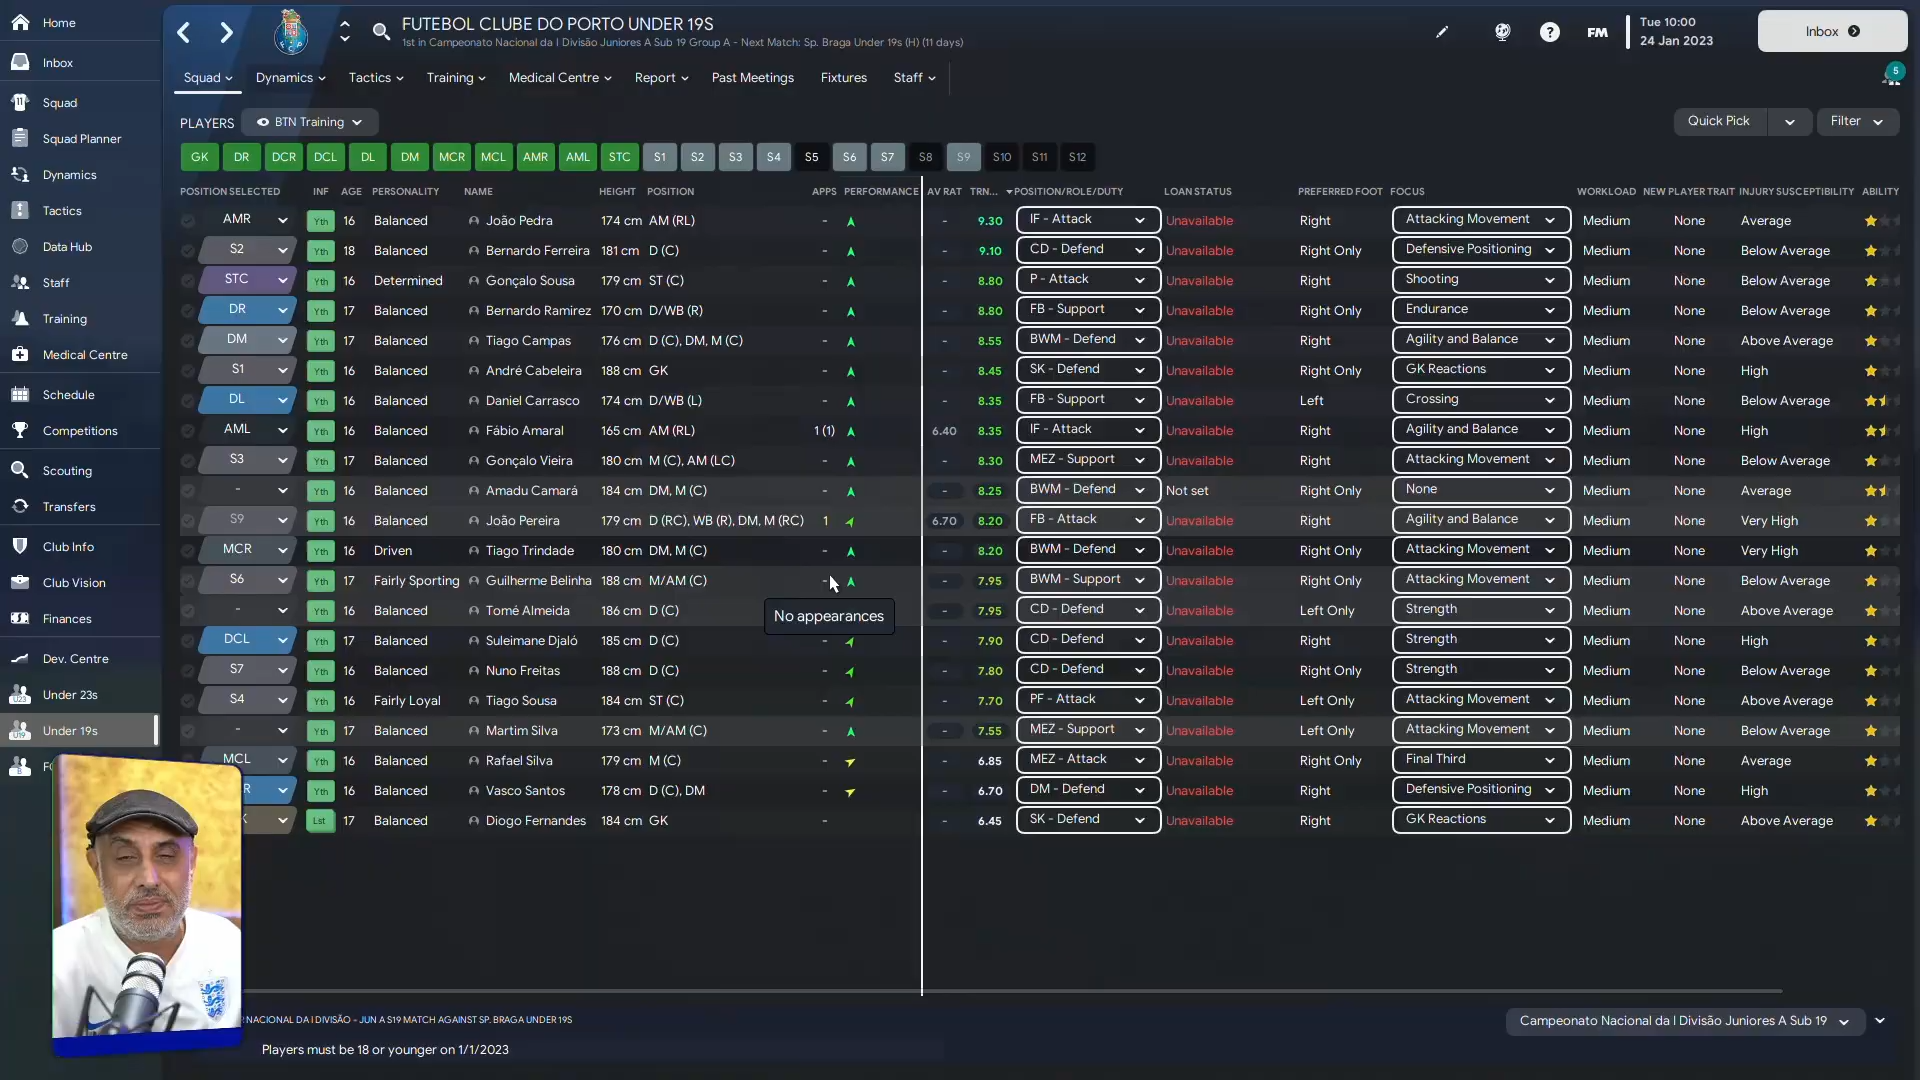 Home
Inbox
Squad
Squad Planner
Dynamics
Tactics
Data Hub
Staff
Training
Medical Centre
Schedule
Competitions
Scouting
Transfers
Club Info
Club Vision
Finances
Dev. Centre
Under 23s
Under 19s
FUTEBOL CLUBE DO PORTO UNDER 19S
1st in Campeonato Nacional da I Divisão Juniores A Sub 19 Group A - Next Match: Sp. Braga Under 19s (H) (11 days)
FM
Tue 10:00
24 Jan 2023
Inbox
5
Squad Dynamics Tactics Training Medical Centre Report Past Meetings Fixtures Staff
PLAYERS BTN Training Quick Pick Filter
GK DR DCR DCL DL DM MCR MCL AMR AML STC S1 S2 S3 S4 S5 S6 S7 S8 S9 S10 S11 S12
POSITION SELECTED INF AGE PERSONALITY NAME HEIGHT POSITION APPS PERFORMANCE AV RAT TRN... POSITION/ROLE/DUTY LOAN STATUS PREFERRED FOOT FOCUS WORKLOAD NEW PLAYER TRAIT INJURY SUSCEPTIBILITY ABILITY
AMR Yth 16 Balanced João Pedra 174 cm AM (RL) - - 9.30 IF - Attack Unavailable Right Attacking Movement Medium None Average
S2 Yth 18 Balanced Bernardo Ferreira 181 cm D (C) - - 9.10 CD - Defend Unavailable Right Only Defensive Positioning Medium None Below Average
STC Yth 16 Determined Gonçalo Sousa 179 cm ST (C) - - 8.80 P - Attack Unavailable Right Shooting Medium None Below Average
DR Yth 17 Balanced Bernardo Ramirez 170 cm D/WB (R) - - 8.80 FB - Support Unavailable Right Only Endurance Medium None Below Average
DM Yth 17 Balanced Tiago Campas 176 cm D (C), DM, M (C) - - 8.55 BWM - Defend Unavailable Right Agility and Balance Medium None Above Average
S1 Yth 16 Balanced André Cabeleira 188 cm GK - - 8.45 SK - Defend Unavailable Right Only GK Reactions Medium None High
DL Yth 16 Balanced Daniel Carrasco 174 cm D/WB (L) - - 8.35 FB - Support Unavailable Left Crossing Medium None Below Average
AML Yth 16 Balanced Fábio Amaral 165 cm AM (RL) 1 (1) 6.40 8.35 IF - Attack Unavailable Right Agility and Balance Medium None High
S3 Yth 17 Balanced Gonçalo Vieira 180 cm M (C), AM (LC) - - 8.30 MEZ - Support Unavailable Right Attacking Movement Medium None Below Average
- Yth 16 Balanced Amadu Camará 184 cm DM, M (C) - - 8.25 BWM - Defend Not set Right Only None Medium None Average
S9 Yth 16 Balanced João Pereira 179 cm D (RC), WB (R), DM, M (RC) 1 6.70 8.20 FB - Attack Unavailable Right Agility and Balance Medium None Very High
MCR Yth 16 Driven Tiago Trindade 180 cm DM, M (C) - - 8.20 BWM - Defend Unavailable Right Only Attacking Movement Medium None Very High
S6 Yth 17 Fairly Sporting Guilherme Belinha 188 cm M/AM (C) - - 7.95 BWM - Support Unavailable Right Only Attacking Movement Medium None Below Average
- Yth 16 Balanced Tomé Almeida 186 cm D (C) - 7.95 CD - Defend Unavailable Left Only Strength Medium None Above Average
No appearances
DCL Yth 17 Balanced Suleimane Djaló 185 cm D (C) - - 7.90 CD - Defend Unavailable Right Strength Medium None High
S7 Yth 16 Balanced Nuno Freitas 188 cm D (C) - - 7.80 CD - Defend Unavailable Right Only Strength Medium None Below Average
S4 Yth 16 Fairly Loyal Tiago Sousa 184 cm ST (C) - - 7.70 PF - Attack Unavailable Left Only Attacking Movement Medium None Above Average
- Yth 17 Balanced Martim Silva 173 cm M/AM (C) - - 7.55 MEZ - Support Unavailable Left Only Attacking Movement Medium None Below Average
MCL Yth 16 Balanced Rafael Silva 179 cm M (C) - - 6.85 MEZ - Attack Unavailable Right Only Final Third Medium None Average
R Yth 16 Balanced Vasco Santos 178 cm D (C), DM - - 6.70 DM - Defend Unavailable Right Defensive Positioning Medium None High
Lst 17 Balanced Diogo Fernandes 184 cm GK - - 6.45 SK - Defend Unavailable Right GK Reactions Medium None Above Average
NACIONAL DA I DIVISÃO - JUN A S19 MATCH AGAINST SP. BRAGA UNDER 19S
Campeonato Nacional da I Divisão Juniores A Sub 19
Players must be 18 or younger on 1/1/2023